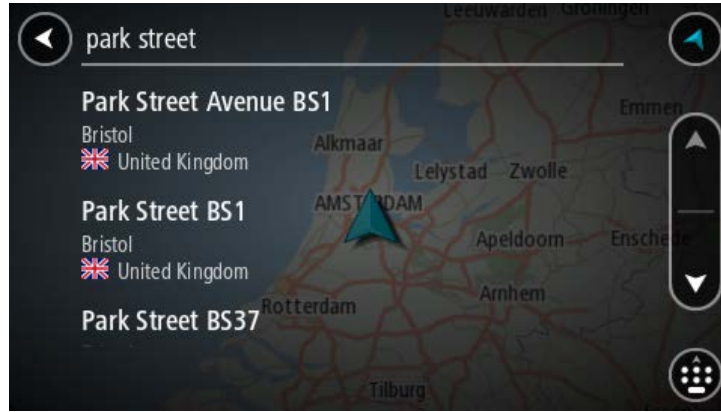 Leeuwarden Groningen
park street
Park Street Avenue BS1
Bristol
United Kingdom
Park Street BS1
Bristol
United Kingdom
Park Street BS37
Emmen
Alkmaar
Lelystad Zwolle
AMSTERDAM
Apeldoorn Enschede
Arnhem
Rotterdam
Tilburg